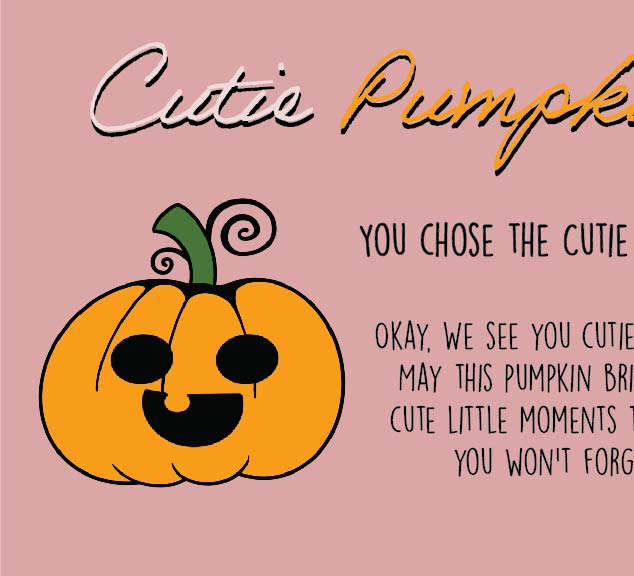 Cutie
YOU CHOSE THE CUTIE
OKAY, WE SEE YOU CUTIE
MAY THIS PUMPKIN
CUTE LITTLE MOMENTS
YOU WON'T